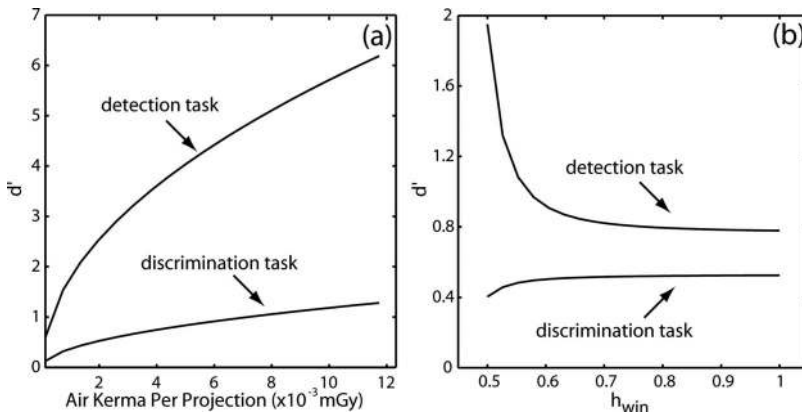 (a)
7
6
5
4
3
2
1
0
d'
detection task
discrimination task
2
4
6
8
10
12
Air Kerma Per Projection (x10-3 mGy)
(b)
2
1.6
1.2
0.8
0.4
0
d'
detection task
discrimination task
0.5
0.6
0.7
0.8
0.9
1
hwin